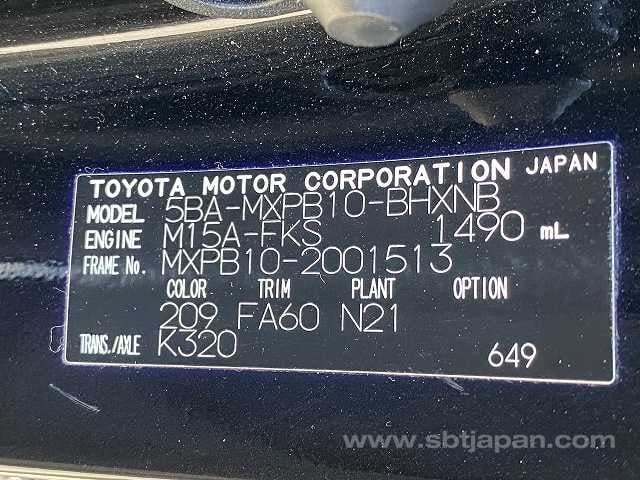 TOYOTA MOTOR CORPORATION JAPAN
MODEL 5BA-MXPB10-BHXNB
ENGINE M15A-FKS 1490 mL
FRAME No. MXPB10-2001513
COLOR TRIM PLANT OPTION
209 FA60 N21
TRANS./AXLE K320
649
www.sbtjapan.com